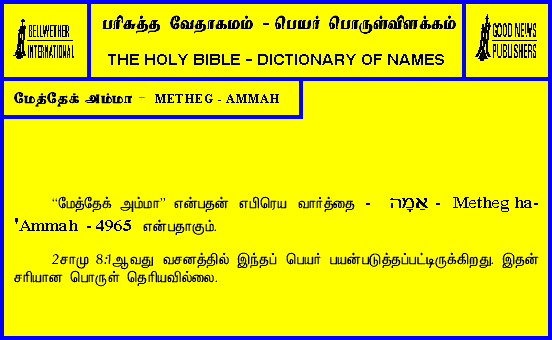 BELLWETHER
INTERNATIONAL
பரிசுத்த வேதாகமம் - பெயர் பொருள்விளக்கம்
THE HOLY BIBLE - DICTIONARY OF NAMES
GOOD NEWS
PUBLISHERS
மேத்தேக் அம்மா - METHEG - AMMAH
“மேத்தேக் அம்மா” என்பதன் எபிரெய வார்த்தை - אַמָּה - Metheg ha-
'Ammah - 4965 என்பதாகும்.
2சாமு 8:1ஆவது வசனத்தில் இந்தப் பெயர் பயன்படுத்தப்பட்டிருக்கிறது. இதன்
சரியான பொருள் தெரியவில்லை.